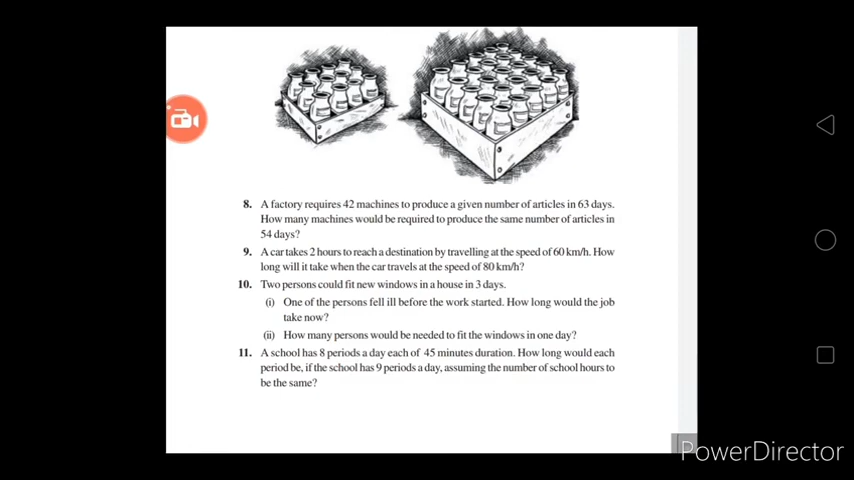 8. A factory requires 42 machines to produce a given number of articles in 63 days.
How many machines would be required to produce the same number of articles in
54 days?
9. A car takes 2 hours to reach a destination by travelling at the speed of 60 km/h. How
long will it take when the car travels at the speed of 80 km/h?
10. Two persons could fit new windows in a house in 3 days.
(i) One of the persons fell ill before the work started. How long would the job
take now?
(ii) How many persons would be needed to fit the windows in one day?
11. A school has 8 periods a day each of 45 minutes duration. How long would each
period be, if the school has 9 periods a day, assuming the number of school hours to
be the same?
PowerDirector